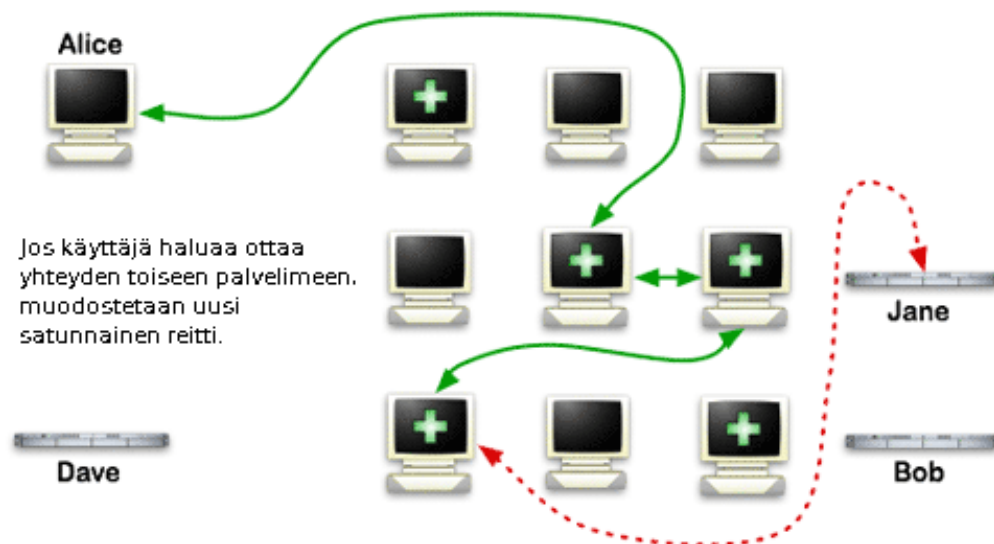 Alice
Jos käyttäjä haluaa ottaa
yhteyden toiseen palvelimeen.
muodostetaan uusi
satunnainen reitti.
Jane
Dave
Bob